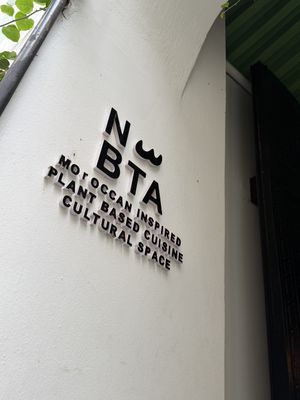 N
BTA
MOrOCCAN INSPIRED
PLANT BASED CUISINE
CULTURAL SPACE